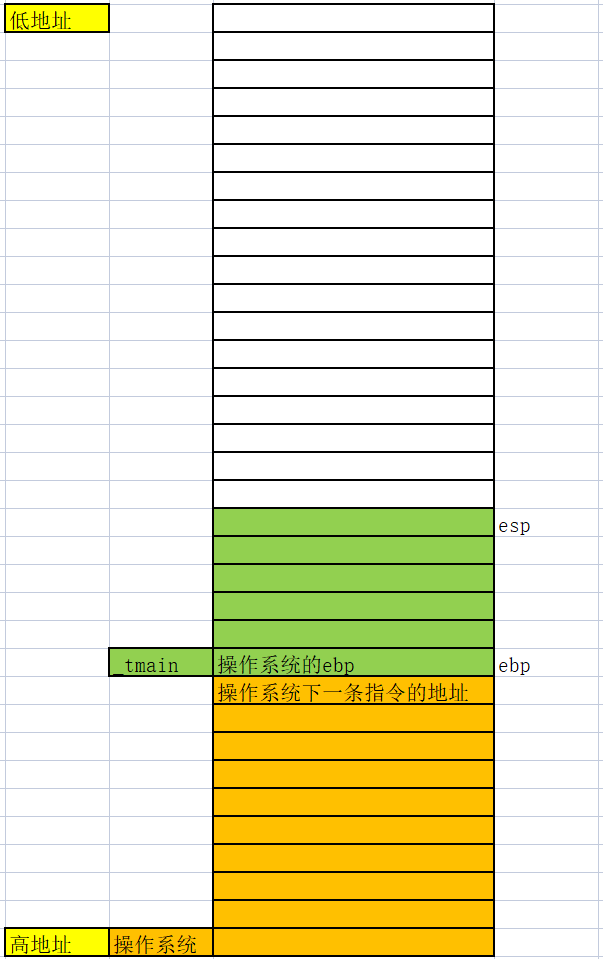 低地址
esp
_tmain 操作系统的ebp ebp
操作系统下一条指令的地址
高地址 操作系统